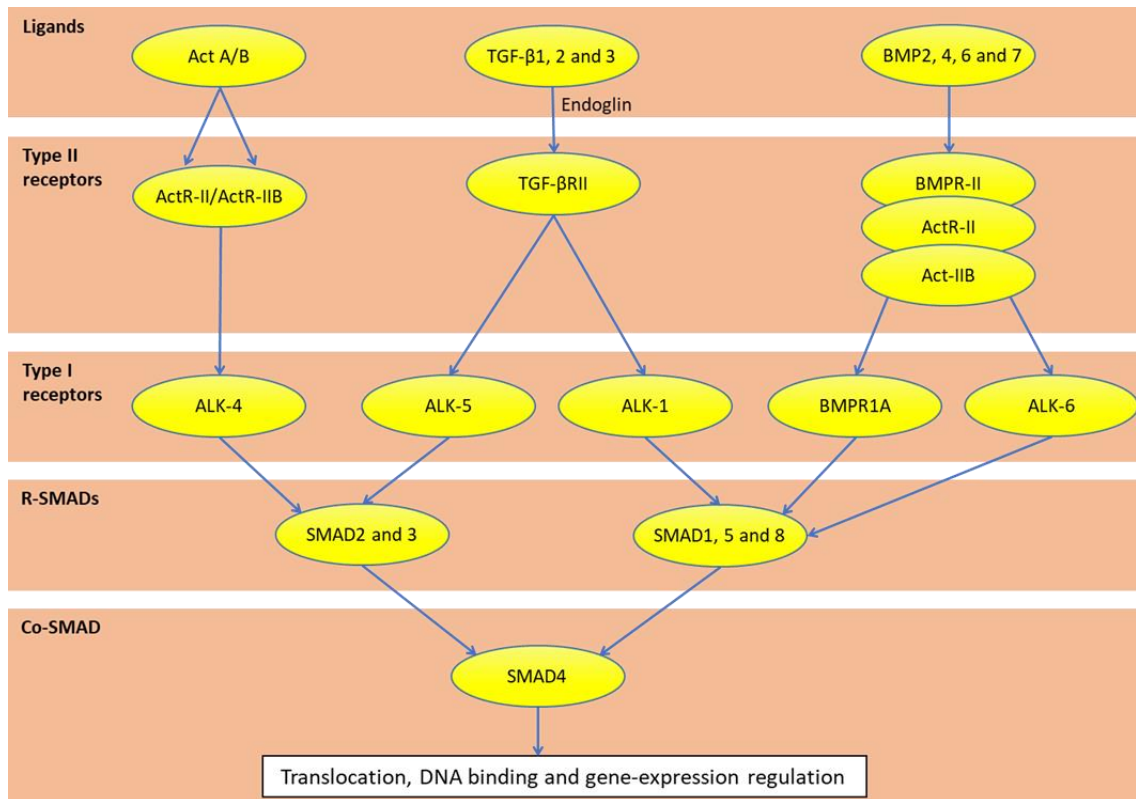 Ligands
Act A/B
TGF-β1, 2 and 3
BMP2, 4, 6 and 7
Endoglin
Type II
receptors
ActR-II/ActR-IIB
TGF-βRII
BMPR-II
ActR-II
Act-IIB
Type I
receptors
ALK-4
ALK-5
ALK-1
BMPR1A
ALK-6
R-SMADs
SMAD2 and 3
SMAD1, 5 and 8
Co-SMAD
SMAD4
Translocation, DNA binding and gene-expression regulation